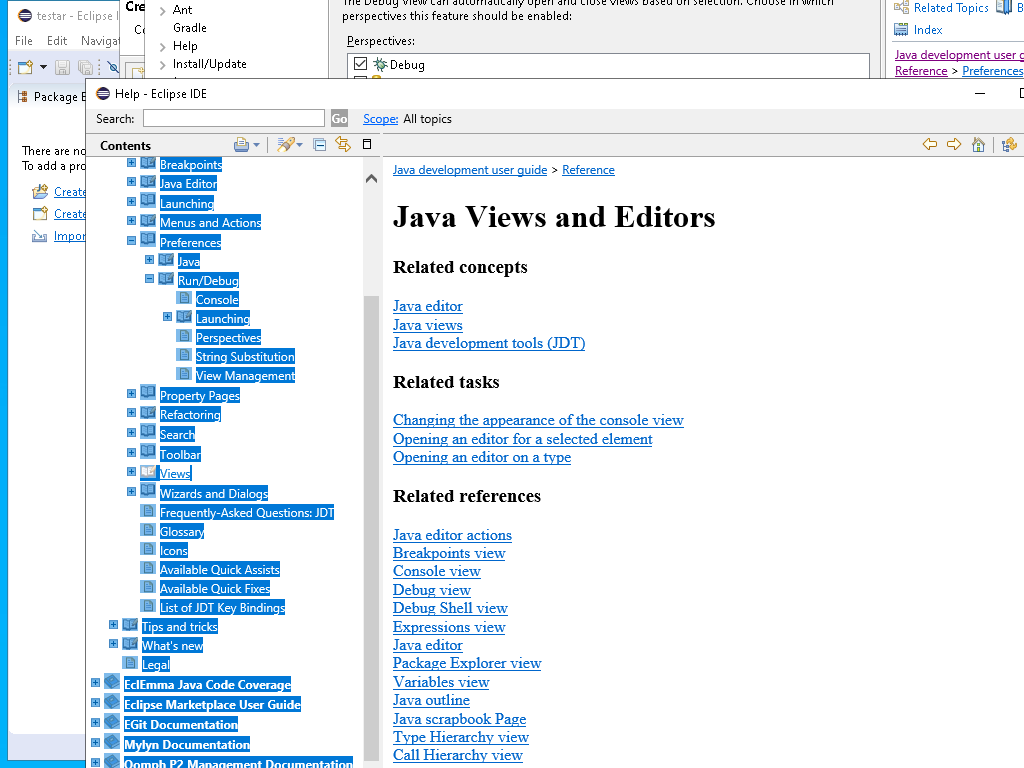 testar - Eclipse I
File Edit Navigat
Package E
There are no
To add a pro
Create
Create
Impor
Cre
Ant
Gradle
Help
Install/Update
The Debug View can automatically open and close views based on selection. Choose in which
perspectives this feature should be enabled:
Perspectives:
Debug
Related Topics
B
Index
Java development user g
Reference > Preferences
Help - Eclipse IDE
Search: Go Scope: All topics
Contents
Breakpoints
Java Editor
Launching
Menus and Actions
Preferences
Java
Run/Debug
Console
Launching
Perspectives
String Substitution
View Management
Property Pages
Refactoring
Search
Toolbar
Views
Wizards and Dialogs
Frequently-Asked Questions: JDT
Glossary
Icons
Available Quick Assists
Available Quick Fixes
List of JDT Key Bindings
Tips and tricks
What's new
Legal
EclEmma Java Code Coverage
Eclipse Marketplace User Guide
EGit Documentation
Mylyn Documentation
Oomph P2 Management Documentation
Java development user guide > Reference
Java Views and Editors
Related concepts
Java editor
Java views
Java development tools (JDT)
Related tasks
Changing the appearance of the console view
Opening an editor for a selected element
Opening an editor on a type
Related references
Java editor actions
Breakpoints view
Console view
Debug view
Debug Shell view
Expressions view
Java editor
Package Explorer view
Variables view
Java outline
Java scrapbook Page
Type Hierarchy view
Call Hierarchy view